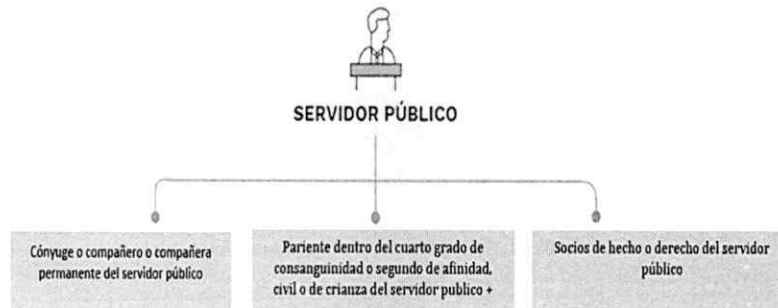 SERVIDOR PÚBLICO
Cónyuge o compañero o compañera
permanente del servidor público
Pariente dentro del cuarto grado de
consanguinidad o segundo de afinidad,
civil o de crianza del servidor publico +
Socios de hecho o derecho del servidor
público